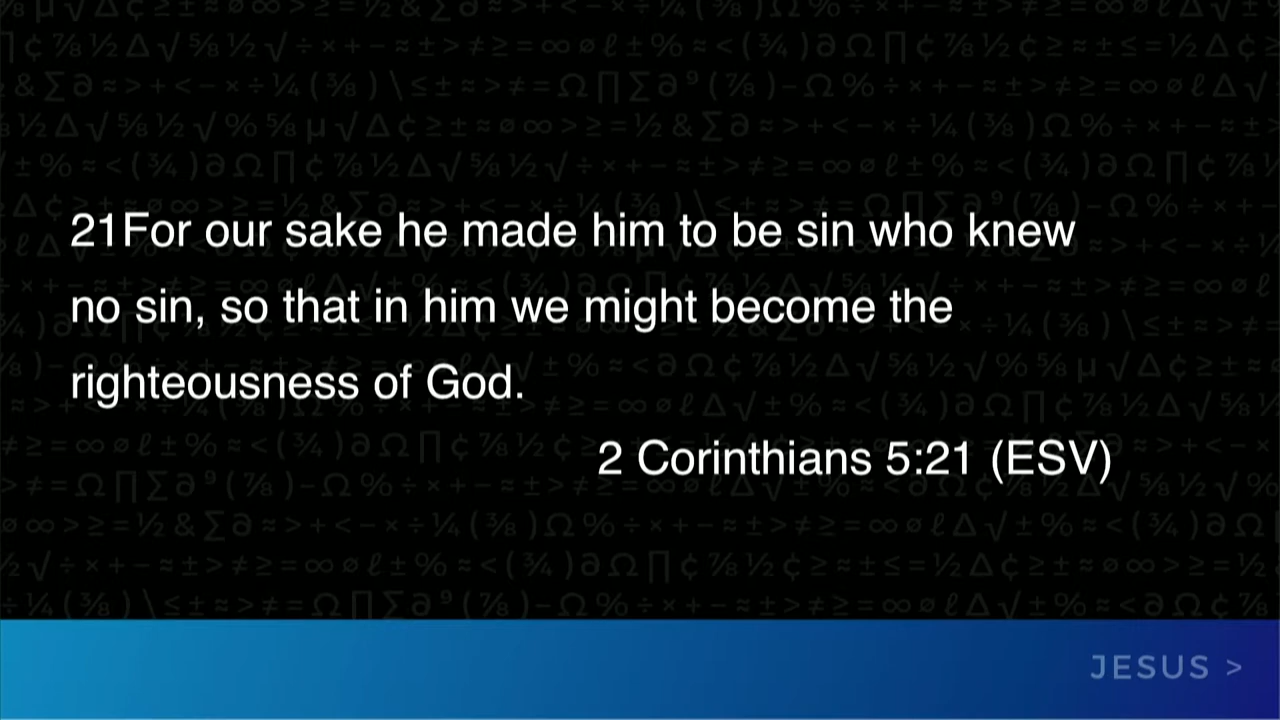 21For our sake he made him to be sin who knew
no sin, so that in him we might become the
righteousness of God.
2 Corinthians 5:21 (ESV)
JESUS >